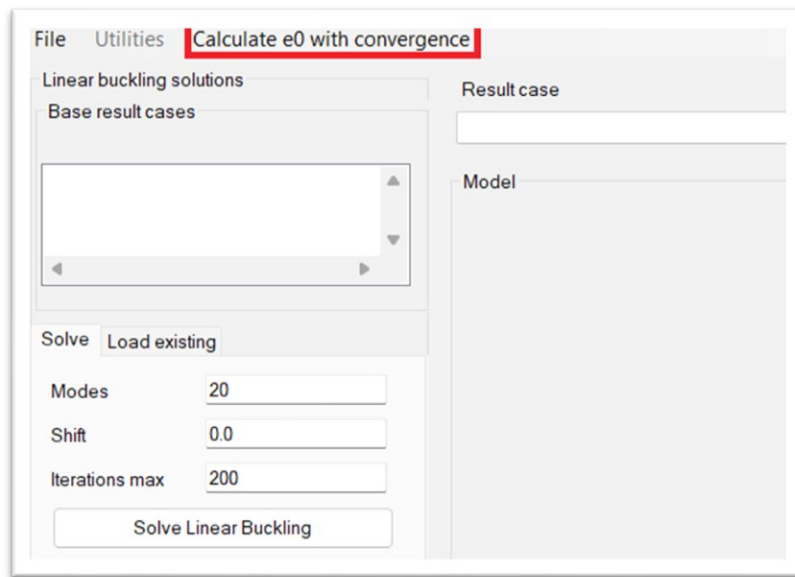 File Utilities Calculate e0 with convergence
Linear buckling solutions
Base result cases
Result case
Model
Solve Load existing
Modes 20
Shift 0.0
Iterations max 200
Solve Linear Buckling